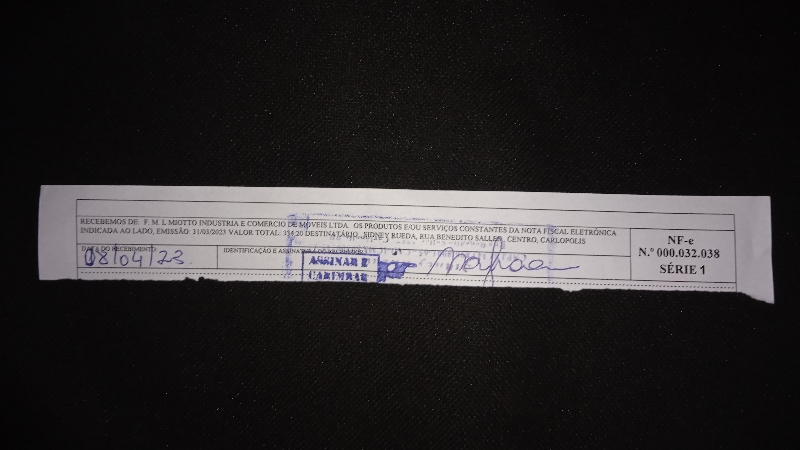 RECEBEMOS DE F. M. L MIOTTO INDUSTRIA E COMERCIO DE MOVEIS LTDA. OS PRODUTOS E/OU SERVIÇOS CONSTANTES DA NOTA FISCAL ELETRÔNICA
INDICADA AO LADO, EMISSÃO: 31/03/2023 VALOR TOTAL: 334,20 DESTINATÁRIO: SIDNEY RUEDA, RUA BENEDITO SALLES, CENTRO, CARLOPOLIS
DATA DO RECEBIMENTO
08/04/23
IDENTIFICAÇÃO E ASSINATURA DO RECEBEDOR
ASSINAR E
CARIMBAR
NF-e
N.º 000.032.038
SÉRIE 1